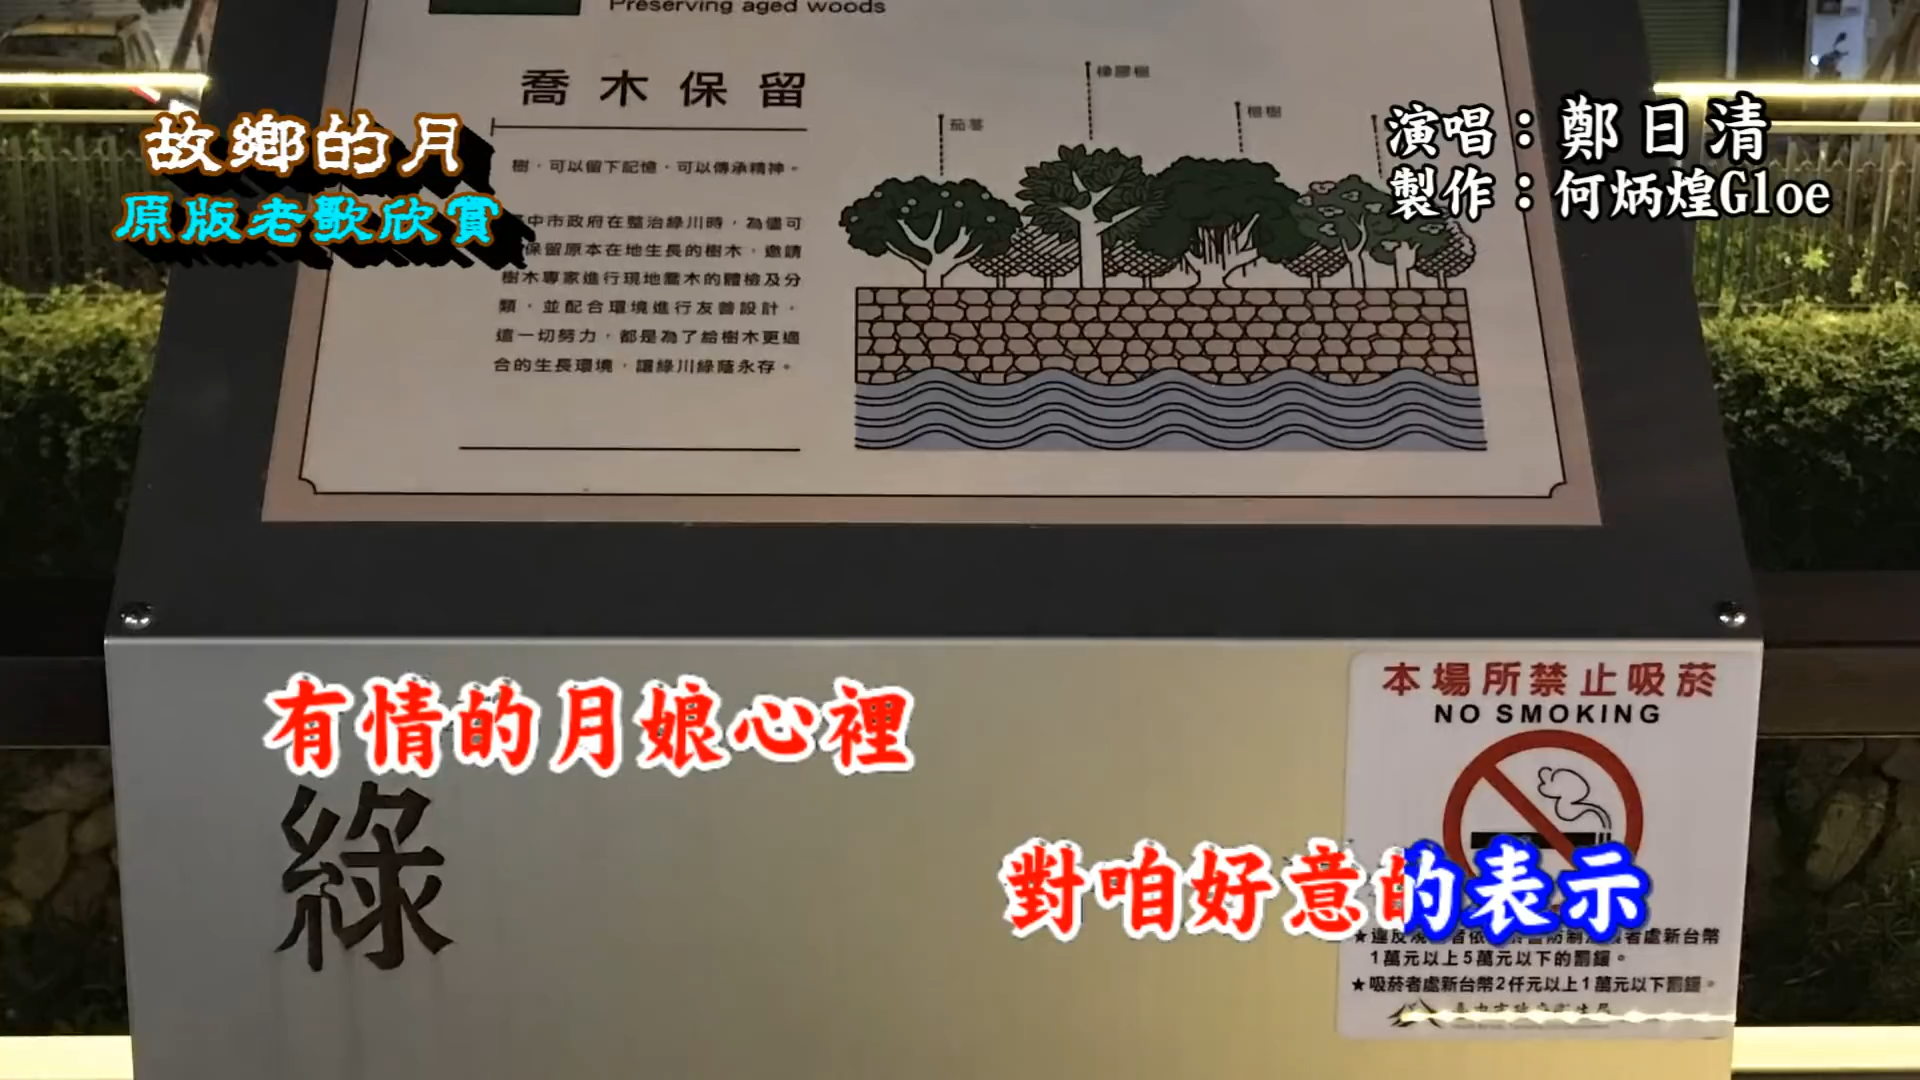 Preserving aged woods
喬木保留
橡膠樹
榕樹
茄苳
樹，可以留下記憶，可以傳承精神。
中市政府在整治綠川時，為儘可
保留原本在地生長的樹木，邀請
樹木專家進行現地喬木的體檢及分
類，並配合環境進行友善設計，
這一切努力，都是為了給樹木更適
合的生長環境，讓綠川綠蔭永存。
故鄉的月
原版老歌欣賞
演唱：鄭日清
製作：何炳煌Gloe
有情的月娘心裡
對咱好意的表示
綠
本場所禁止吸菸
NO SMOKING
1萬元以上5萬元以下的罰鍰。
★吸菸者處新台幣2仟元以上1萬元以下罰鍰。